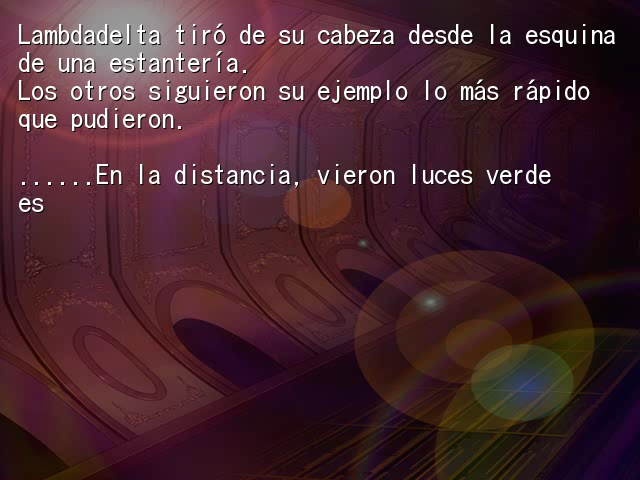 Lambdadelta tiró de su cabeza desde la esquina
de una estantería.
Los otros siguieron su ejemplo lo más rápido
que pudieron.
......En la distancia, vieron luces verde
es